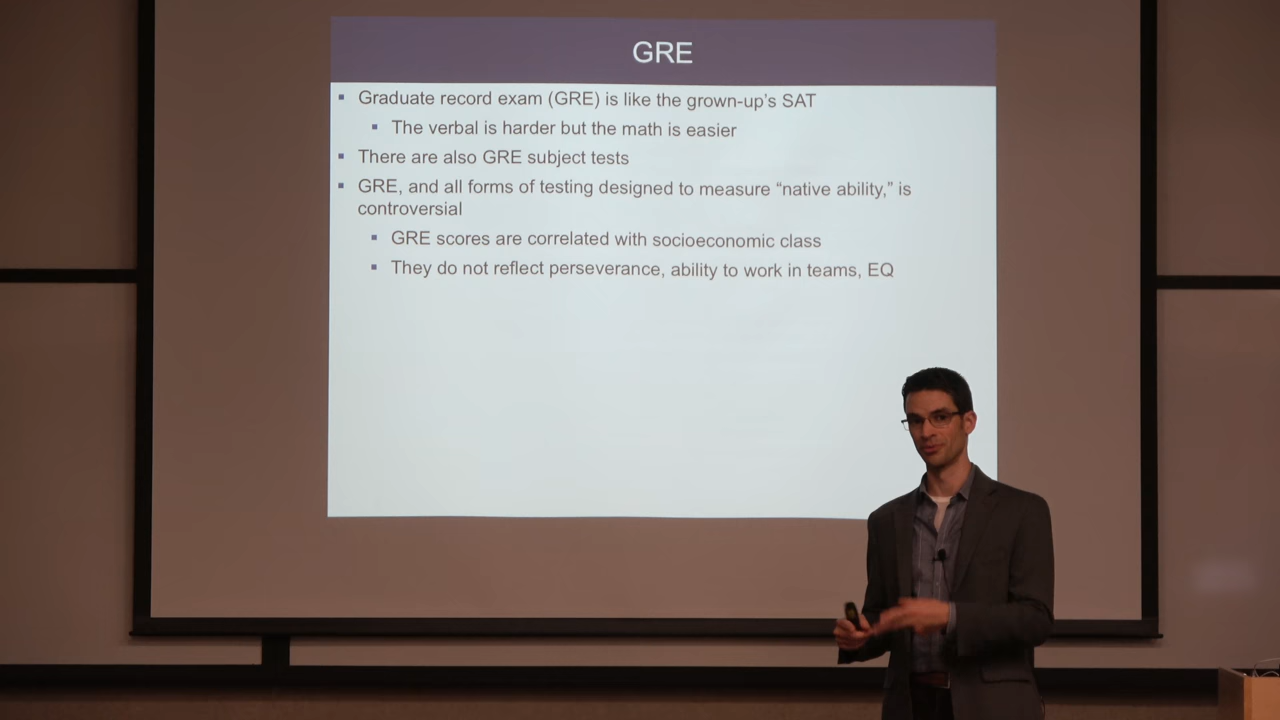 GRE
▪ Graduate record exam (GRE) is like the grown-up’s SAT
▪ The verbal is harder but the math is easier
▪ There are also GRE subject tests
▪ GRE, and all forms of testing designed to measure “native ability,” is
controversial
▪ GRE scores are correlated with socioeconomic class
▪ They do not reflect perseverance, ability to work in teams, EQ